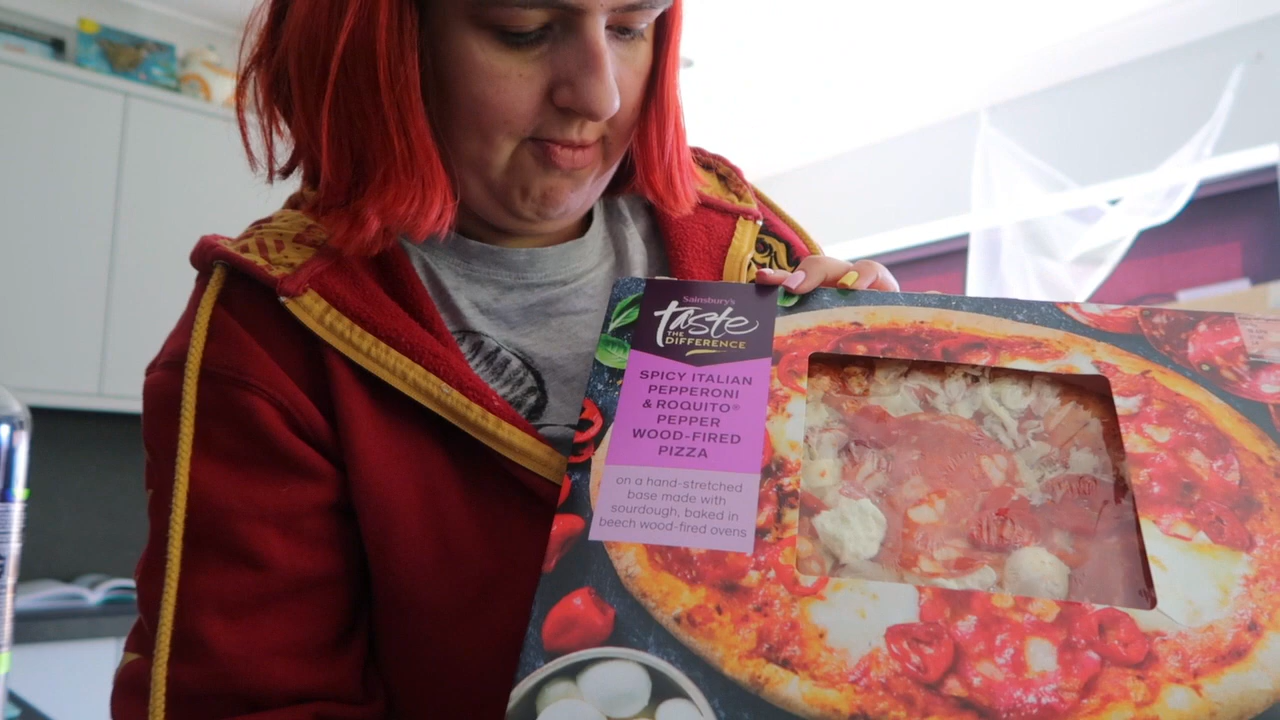 Sainsbury's
taste
THE
DIFFERENCE
SPICY ITALIAN
PEPPERONI
& ROQUITO®
PEPPER
WOOD-FIRED
PIZZA
on a hand-stretched
base made with
sourdough, baked in
beech wood-fired ovens